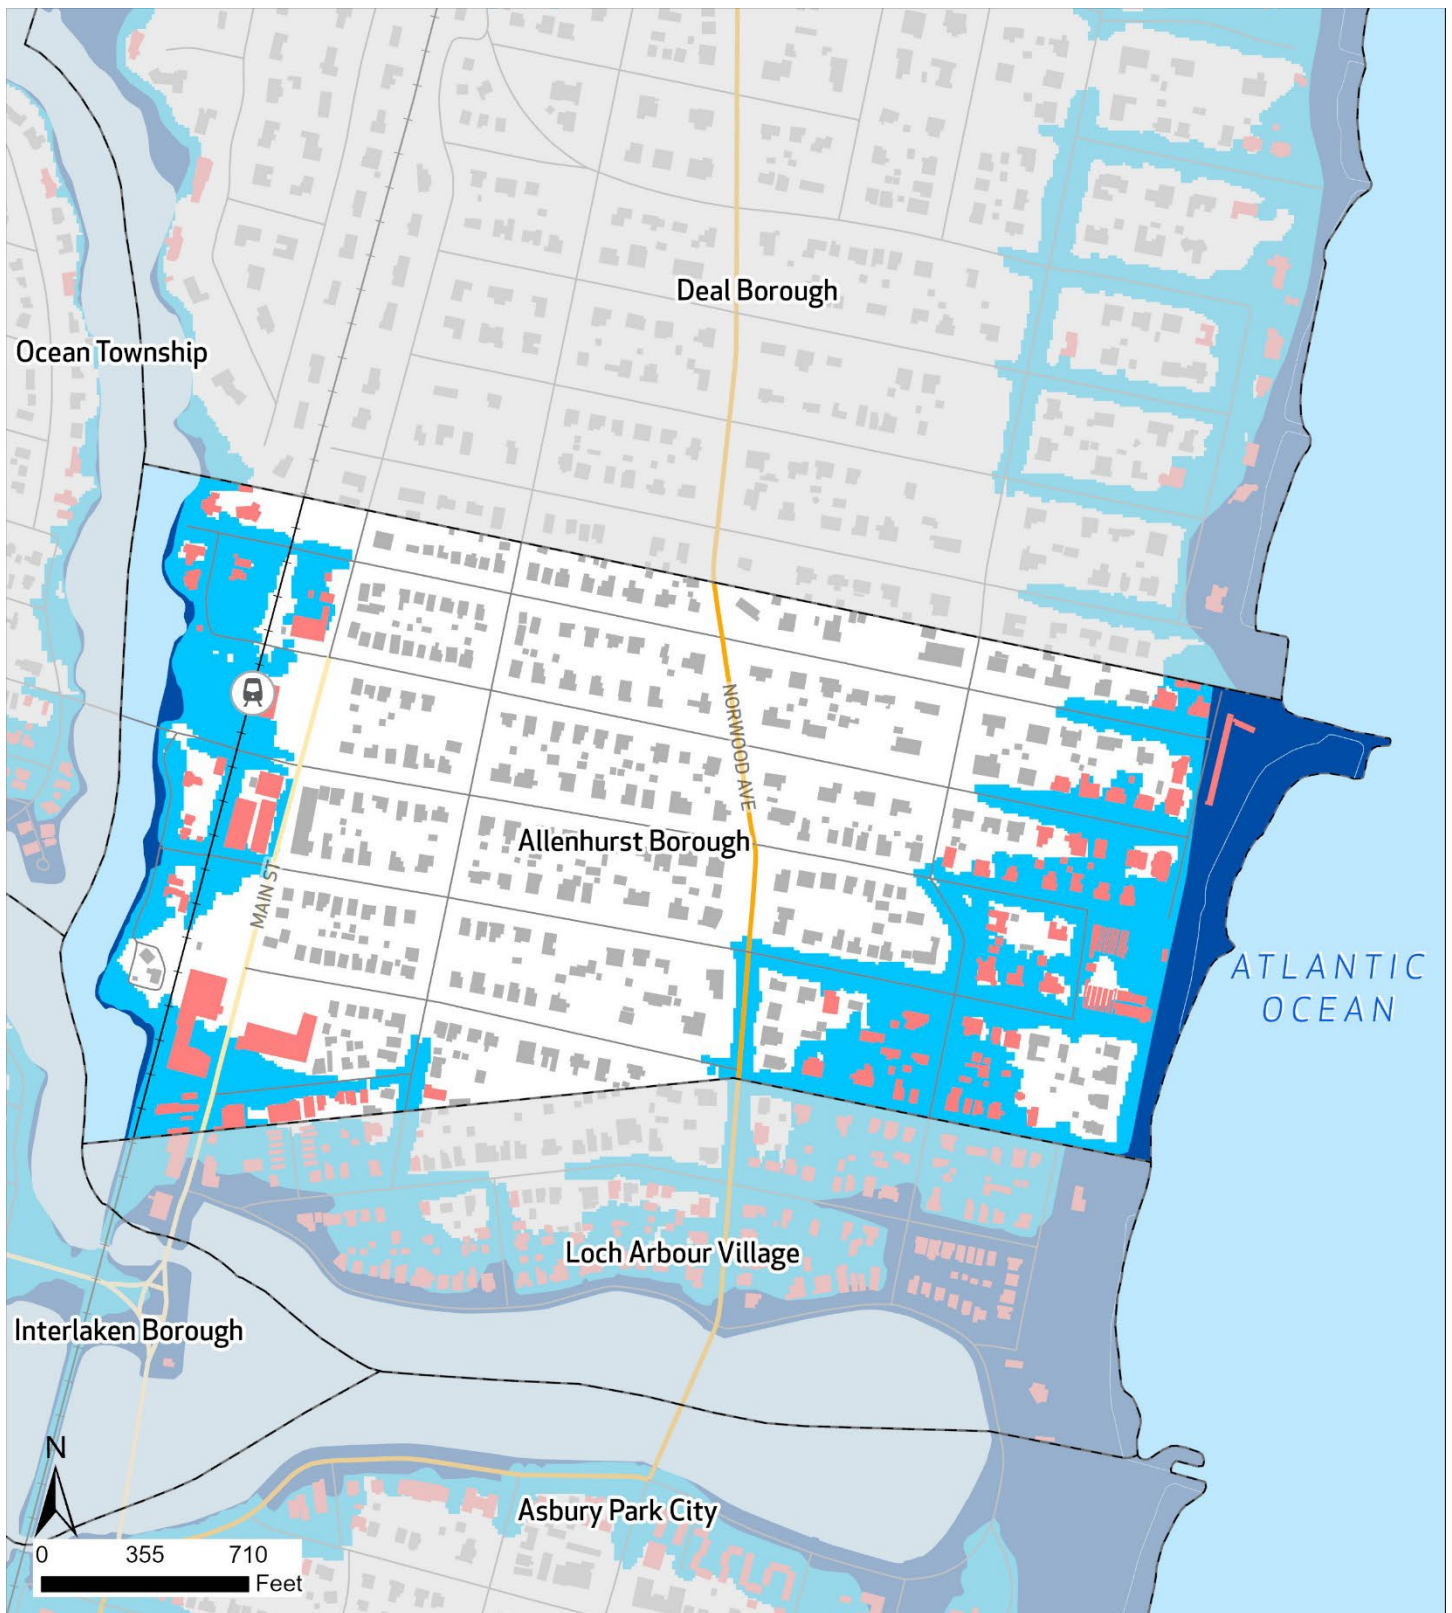 Deal Borough
Ocean Township
NORWOOD AVE
Allenhurst Borough
MAIN ST
ATLANTIC
OCEAN
Loch Arbour Village
Interlaken Borough
N
Asbury Park City
0 355 710
Feet